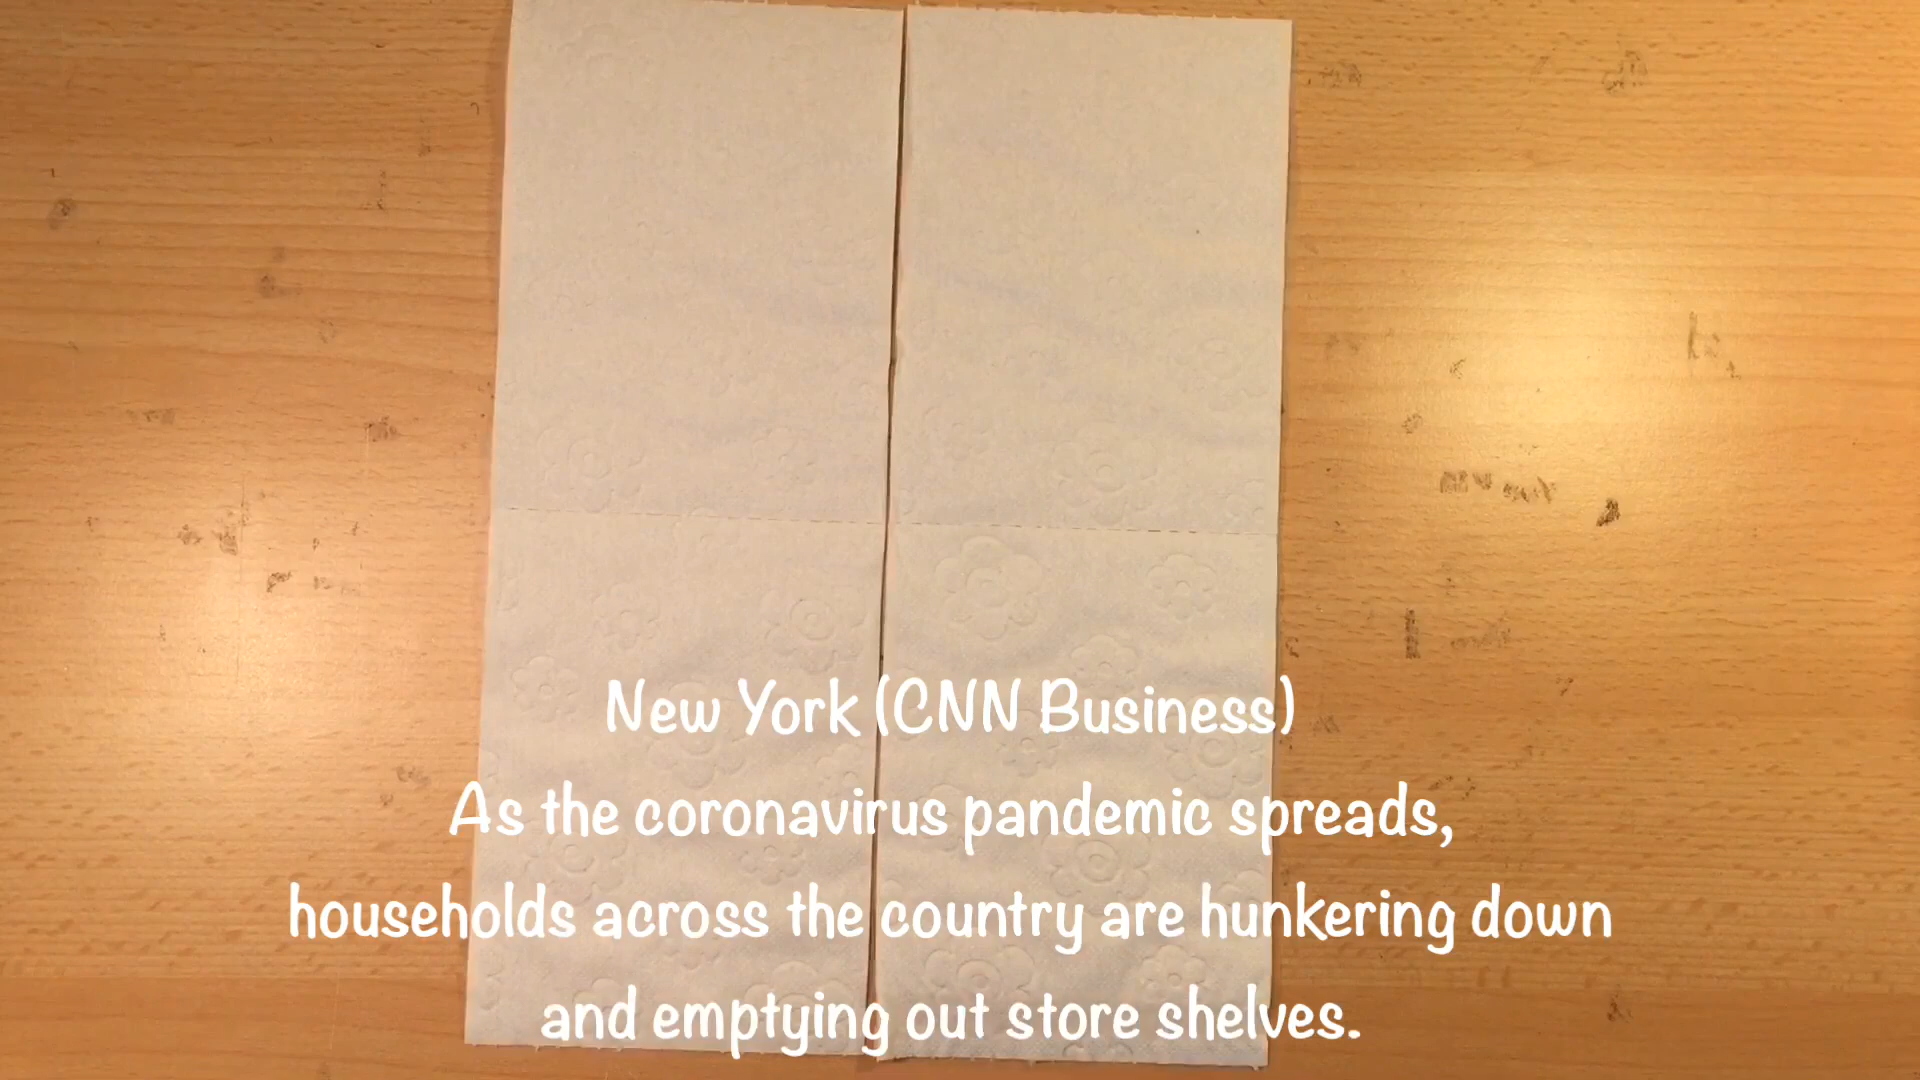 New York (CNN Business)
As the coronavirus pandemic spreads,
households across the country are hunkering down
and emptying out store shelves.